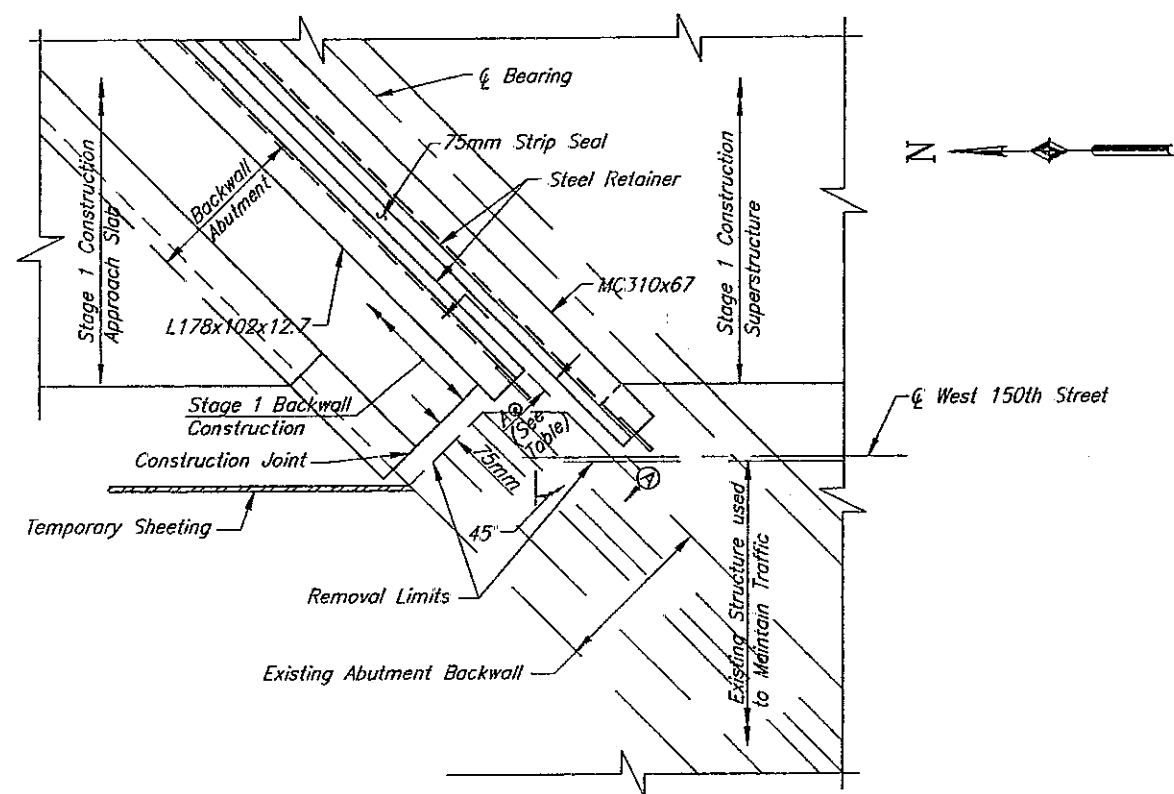 ℄ Bearing
75mm Strip Seal
Steel Retainer
N
Stage 1 Construction
Approach Slab
Backwall
Abutment
Stage 1 Construction
Superstructure
MC310x67
L178x102x12.7
℄ West 150th Street
Stage 1 Backwall
Construction
A
(See
Table)
Construction Joint
75mm
A
Temporary Sheeting
45°
Removal Limits
Existing Structure used
to Maintain Traffic
Existing Abutment Backwall